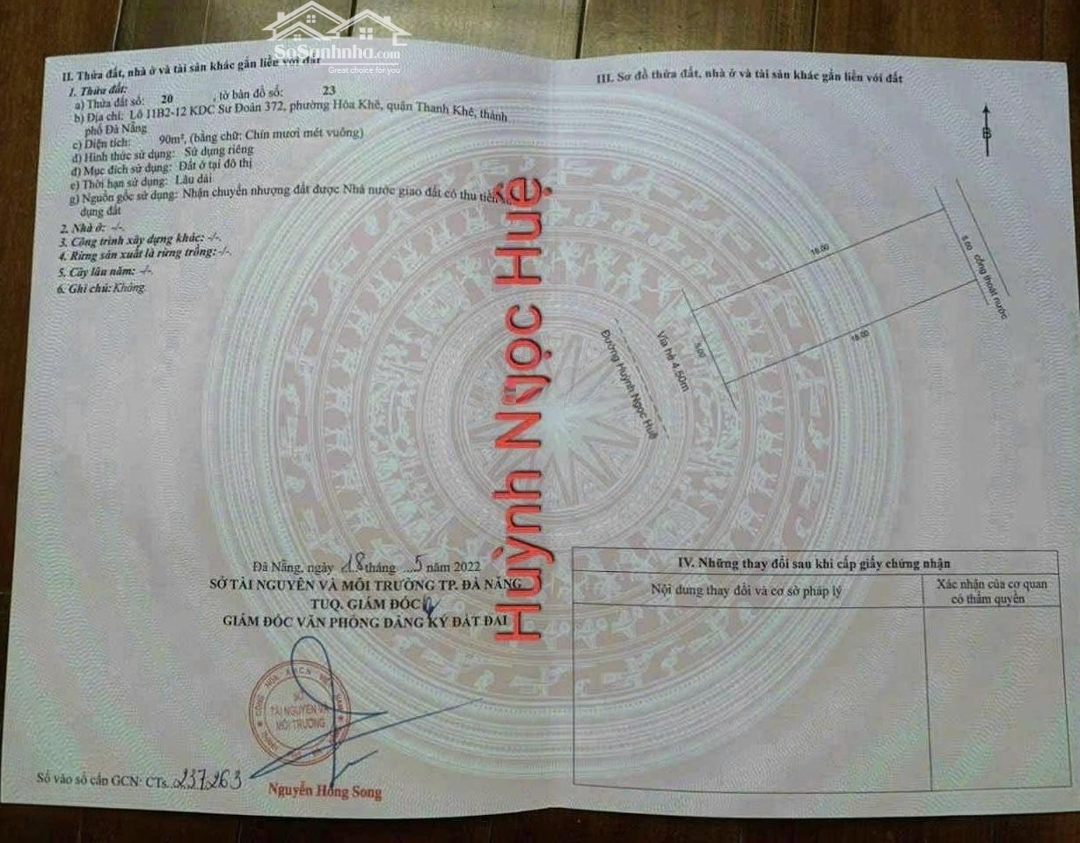 SoSanhnha.com
Great choice for you
II. Thửa đất, nhà ở và tài sản khác gắn liền với đất
1. Thửa đất:
a) Thửa đất số: 20 , tờ bản đồ số: 23
b) Địa chỉ: Lô 11B2-12 KDC Sư Đoàn 372, phường Hòa Khê, quận Thanh Khê, thành
phố Đà Nẵng
c) Diện tích: 90m², (bằng chữ: Chín mươi mét vuông)
d) Hình thức sử dụng: Sử dụng riêng
đ) Mục đích sử dụng: Đất ở tại đô thị
e) Thời hạn sử dụng: Lâu dài
g) Nguồn gốc sử dụng: Nhận chuyển nhượng đất được Nhà nước giao đất có thu tiền
dụng đất
2. Nhà ở: -/-.
3. Công trình xây dựng khác: -/-.
4. Rừng sản xuất là rừng trồng: -/-.
5. Cây lâu năm: -/-.
6. Ghi chú: Không.
Đà Nẵng, ngày 18 tháng ...5 năm 2022
SỞ TÀI NGUYÊN VÀ MÔI TRƯỜNG TP. ĐÀ NẴNG
TUQ. GIÁM ĐỐC
GIÁM ĐỐC VĂN PHÒNG ĐĂNG KÝ ĐẤT ĐAI
TÀI NGUYÊN VÀ
MÔI TRƯỜNG
Nguyễn Hồng Song
Số vào sổ cấp GCN: CTs..237263
Huỳnh Ngọc Huệ
III. Sơ đồ thửa đất, nhà ở và tài sản khác gắn liền với đất
B
18.00
5.00
cống thoát nước
18.00
5.00
Vỉa hè 4.50m
Đường Huỳnh Ngọc Huệ
IV. Những thay đổi sau khi cấp giấy chứng nhận
Nội dung thay đổi và cơ sở pháp lý
Xác nhận của cơ quan
có thẩm quyền